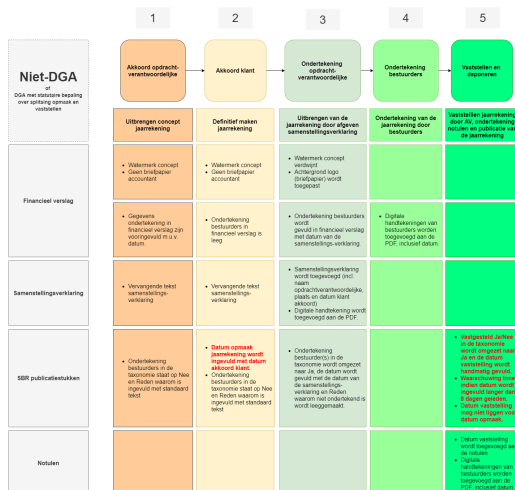 1
2
3
4
5
Niet-DGA
of
DGA met statutaire bepaling
over splitsing opmaak en
vaststellen
Akkoord opdracht-
verantwoordelijke
Akkoord klant
Ondertekening
opdracht-
verantwoordelijke
Ondertekening
bestuurders
Vaststellen en
deponeren
Uitbrengen concept
jaarrekening
Definitief maken
jaarrekening
Uitbrengen van de
jaarrekening door afgeven
samenstellingsverklaring
Ondertekening van de
jaarrekening door
bestuurders
Vaststellen jaarrekening
door AV, ondertekening
notulen en publicatie van
de jaarrekening
Financieel verslag
• Watermerk concept
• Geen briefpapier
accountant
• Watermerk concept
• Geen briefpapier
accountant
• Watermerk concept
verdwijnt
• Achtergrond logo
(briefpapier) wordt
toegepast
• Gegevens
ondertekening in
financieel verslag zijn
vooringevuld m.u.v.
datum.
• Ondertekening
bestuurders in
financieel verslag is
leeg
• Ondertekening bestuurders
wordt
gevuld in financieel verslag
met datum van de
samenstellings-verklaring.
• Digitale
handtekeningen van
bestuurders worden
toegevoegd aan de
PDF, inclusief datum
Samenstellingsverklaring
• Vervangende tekst
samenstellings-
verklaring
• Vervangende tekst
samenstellings-
verklaring
• Samenstellingsverklaring
wordt toegevoegd (incl.
naam
opdrachtverantwoordelijke,
plaats en datum klant
akkoord)
• Digitale handtekening wordt
toegevoegd aan de PDF.
SBR publicatiestukken
• Ondertekening
bestuurders in de
taxonomie staat op Nee
en Reden waarom is
ingevuld met standaard
tekst
• Datum opmaak
jaarrekening wordt
ingevuld met datum
akkoord klant.
• Ondertekening
bestuurders in de
taxonomie staat op Nee
en Reden waarom is
ingevuld met standaard
tekst
• Ondertekening
bestuurder(s) in de
taxonomie wordt omgezet
naar Ja, de datum wordt
gevuld met de datum van
de samenstellings-
verklaring en Reden
waarom niet ondertekend is
wordt leeggemaakt.
• Vastgesteld Ja/Nee
in de taxonomie
wordt omgezet naar
Ja en de datum
vaststelling wordt
handmatig gevuld.
• Waarschuwing tonen
indien datum wordt
ingevuld langer dan
8 dagen geleden.
• Datum vaststelling
mag niet liggen vóór
datum opmaak.
Notulen
• Datum vaststelling
wordt toegevoegd aan
de notulen
• Digitale
handtekeningen van
bestuurders worden
toegevoegd aan de
PDF, inclusief datum